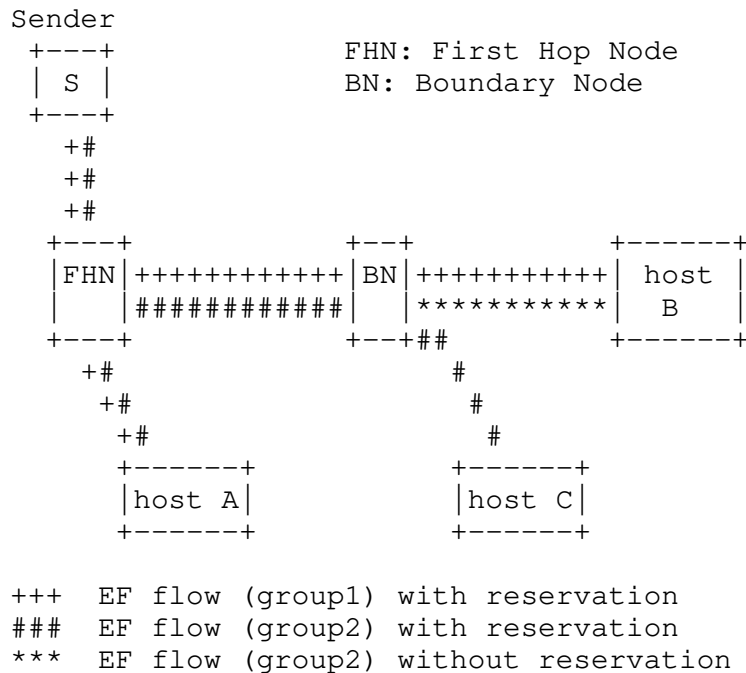 Sender
+---+ FHN: First Hop Node
| S | BN: Boundary Node
+---+
+#
+#
+#
+---+ +--+ +------+
|FHN|++++++++++++|BN|+++++++++++| host |
| |############| |***********| B |
+---+ +--+## +------+
+# #
+# #
+# #
+------+ +------+
|host A| |host C|
+------+ +------+
+++ EF flow (group1) with reservation
### EF flow (group2) with reservation
*** EF flow (group2) without reservation